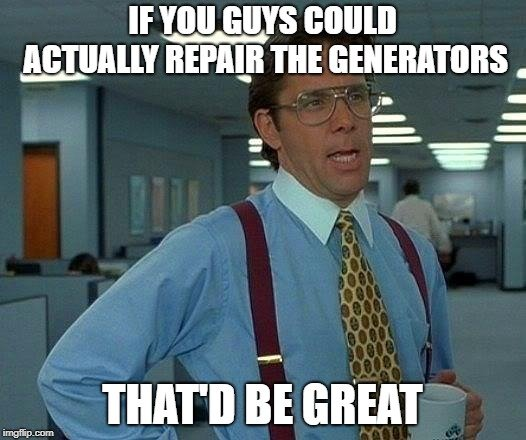 IF YOU GUYS COULD
ACTUALLY REPAIR THE GENERATORS
THAT'D BE GREAT
imgflip.com